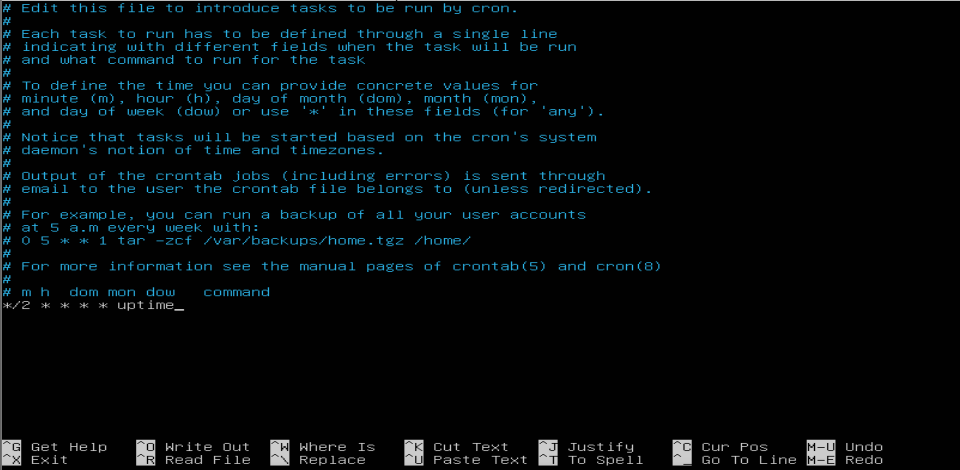 # Edit this file to introduce tasks to be run by cron.
#
# Each task to run has to be defined through a single line
# indicating with different fields when the task will be run
# and what command to run for the task
#
# To define the time you can provide concrete values for
# minute (m), hour (h), day of month (dom), month (mon),
# and day of week (dow) or use '*' in these fields (for 'any').
#
# Notice that tasks will be started based on the cron's system
# daemon's notion of time and timezones.
#
# Output of the crontab jobs (including errors) is sent through
# email to the user the crontab file belongs to (unless redirected).
#
# For example, you can run a backup of all your user accounts
# at 5 a.m every week with:
# 0 5 * * 1 tar -zcf /var/backups/home.tgz /home/
#
# For more information see the manual pages of crontab(5) and cron(8)
#
# m h  dom mon dow   command
*/2 * * * * uptime_
^G Get Help ^O Write Out ^W Where Is ^K Cut Text ^J Justify ^C Cur Pos M-U Undo
^X Exit ^R Read File ^\ Replace ^U Paste Text ^T To Spell ^_ Go To Line M-E Redo